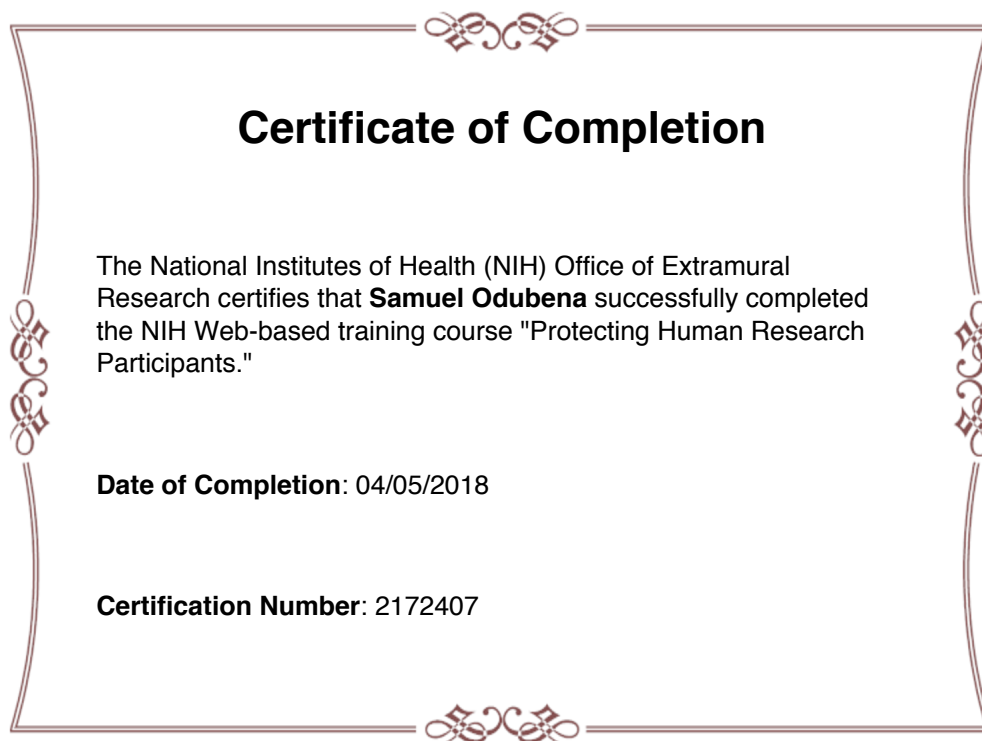 Certificate of Completion
The National Institutes of Health (NIH) Office of Extramural
Research certifies that Samuel Odubena successfully completed
the NIH Web-based training course "Protecting Human Research
Participants."
Date of Completion: 04/05/2018
Certification Number: 2172407